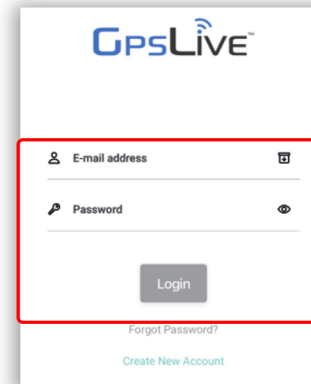 GPSLIVE™
E-mail address
Password
Login
Forgot Password?
Create New Account